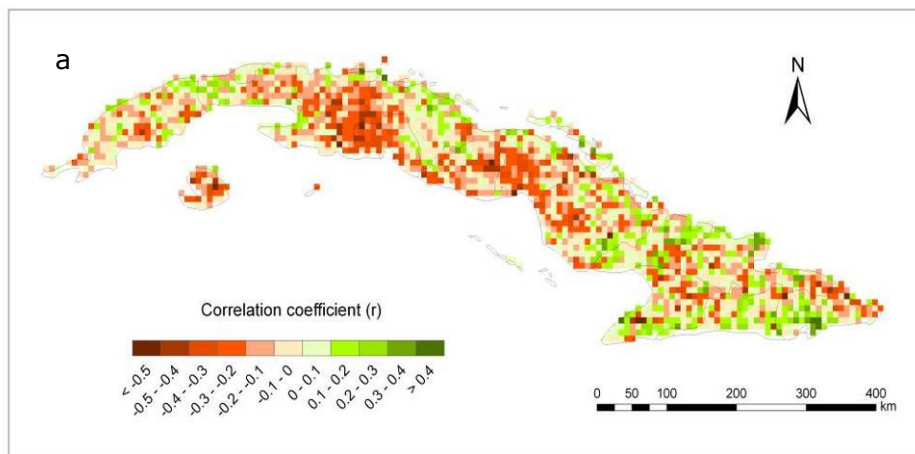 a
N
Correlation coefficient (r)
< -0.5
-0.5 - -0.4
-0.4 - -0.3
-0.3 - -0.2
-0.2 - -0.1
-0.1 - 0
0 - 0.1
0.1 - 0.2
0.2 - 0.3
0.3 - 0.4
> 0.4
0 50 100 200 300 400
km